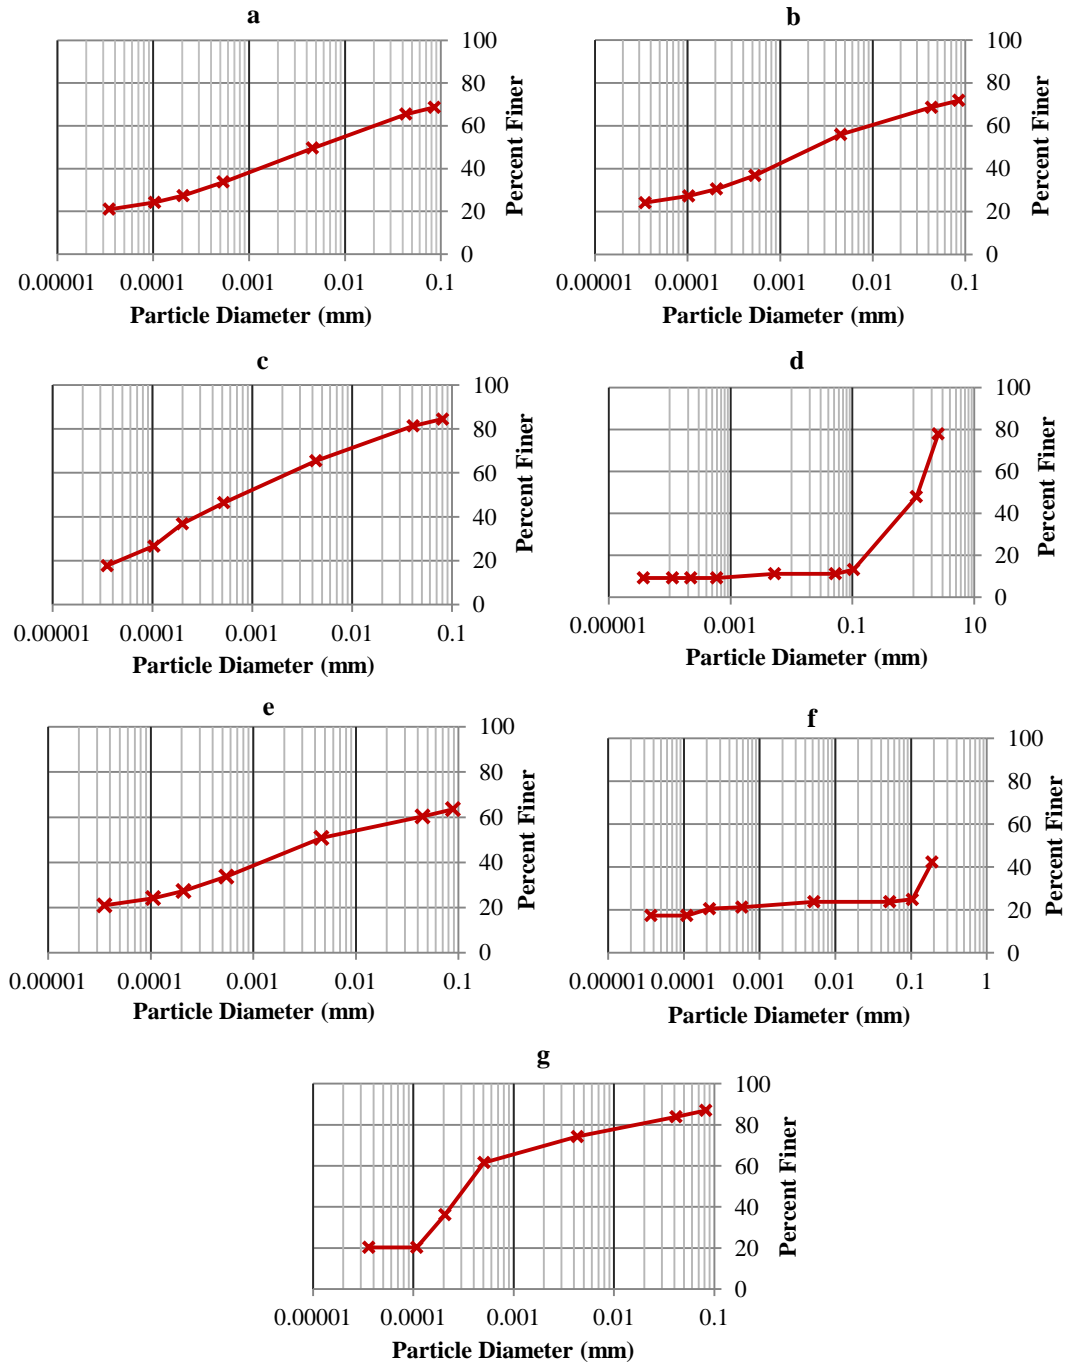 a
100
80
60
40
20
0
Percent Finer
0.00001 0.0001 0.001 0.01 0.1
Particle Diameter (mm)
b
100
80
60
40
20
0
Percent Finer
0.00001 0.0001 0.001 0.01 0.1
Particle Diameter (mm)
c
100
80
60
40
20
0
Percent Finer
0.00001 0.0001 0.001 0.01 0.1
Particle Diameter (mm)
d
100
80
60
40
20
0
Percent Finer
0.00001 0.001 0.1 10
Particle Diameter (mm)
e
100
80
60
40
20
0
Percent Finer
0.00001 0.0001 0.001 0.01 0.1
Particle Diameter (mm)
f
100
80
60
40
20
0
Percent Finer
0.00001 0.0001 0.001 0.01 0.1 1
Particle Diameter (mm)
g
100
80
60
40
20
0
Percent Finer
0.00001 0.0001 0.001 0.01 0.1
Particle Diameter (mm)